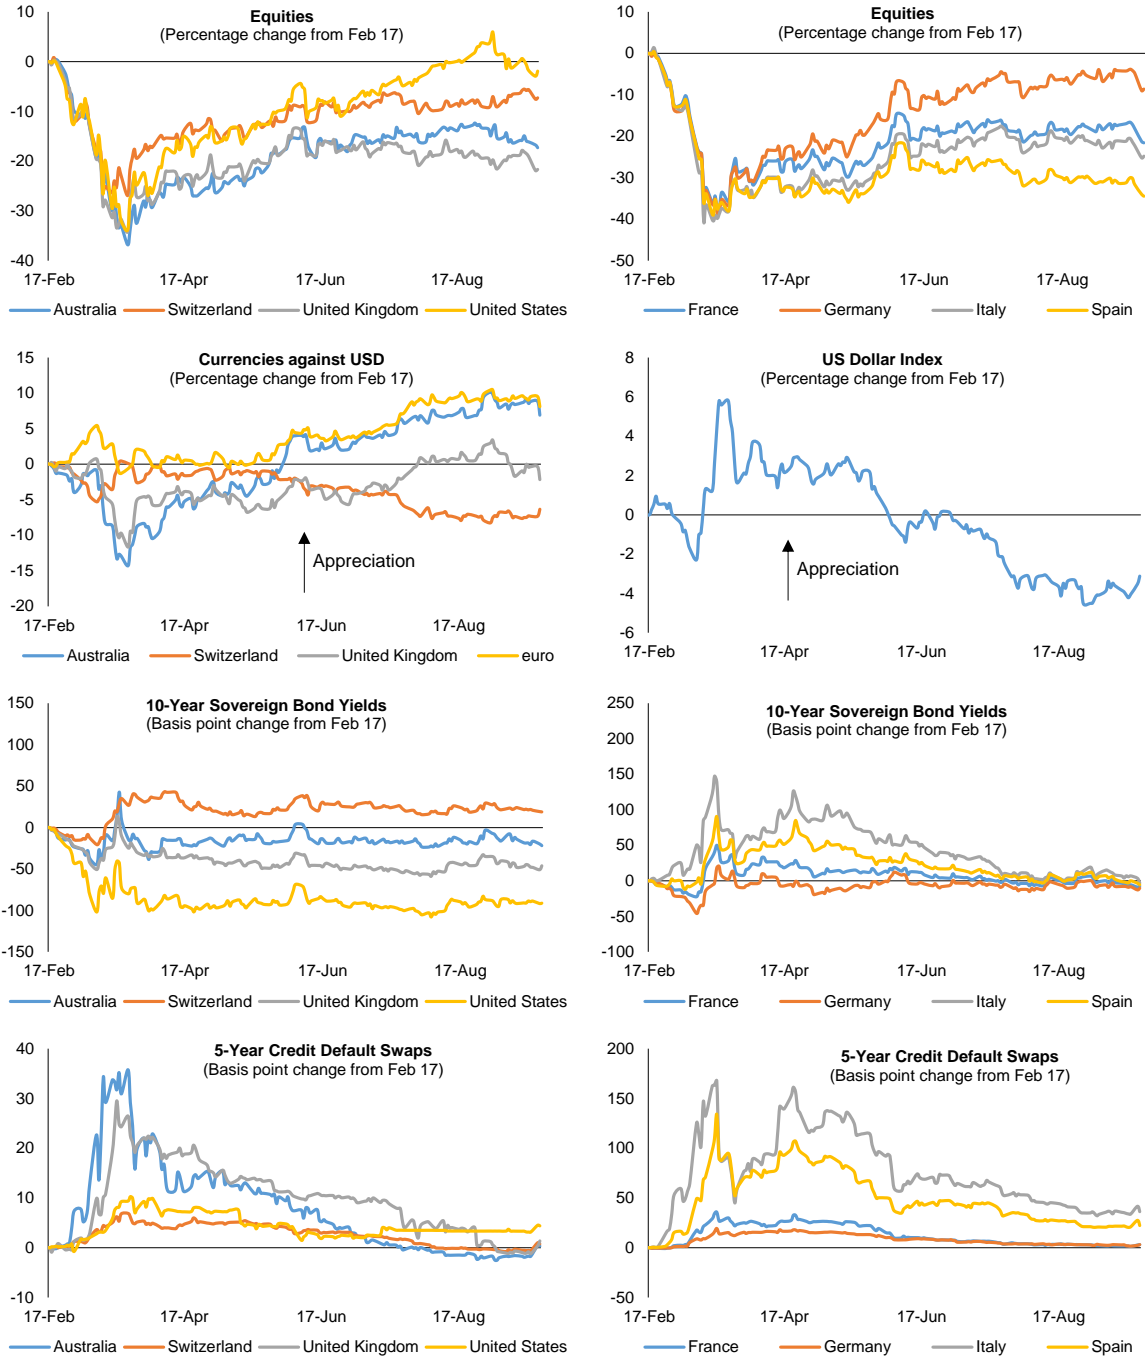 Equities
(Percentage change from Feb 17)
10
0
-10
-20
-30
-40
17-Feb 17-Apr 17-Jun 17-Aug
Australia Switzerland United Kingdom United States
Equities
(Percentage change from Feb 17)
10
0
-10
-20
-30
-40
-50
17-Feb 17-Apr 17-Jun 17-Aug
France Germany Italy Spain
Currencies against USD
(Percentage change from Feb 17)
15
10
5
0
-5
-10
-15
-20
Appreciation
17-Feb 17-Apr 17-Jun 17-Aug
Australia Switzerland United Kingdom euro
US Dollar Index
(Percentage change from Feb 17)
8
6
4
2
0
-2
-4
-6
Appreciation
17-Feb 17-Apr 17-Jun 17-Aug
10-Year Sovereign Bond Yields
(Basis point change from Feb 17)
150
100
50
0
-50
-100
-150
17-Feb 17-Apr 17-Jun 17-Aug
Australia Switzerland United Kingdom United States
10-Year Sovereign Bond Yields
(Basis point change from Feb 17)
250
200
150
100
50
0
-50
-100
17-Feb 17-Apr 17-Jun 17-Aug
France Germany Italy Spain
5-Year Credit Default Swaps
(Basis point change from Feb 17)
40
30
20
10
0
-10
17-Feb 17-Apr 17-Jun 17-Aug
Australia Switzerland United Kingdom United States
5-Year Credit Default Swaps
(Basis point change from Feb 17)
200
150
100
50
0
-50
17-Feb 17-Apr 17-Jun 17-Aug
France Germany Italy Spain